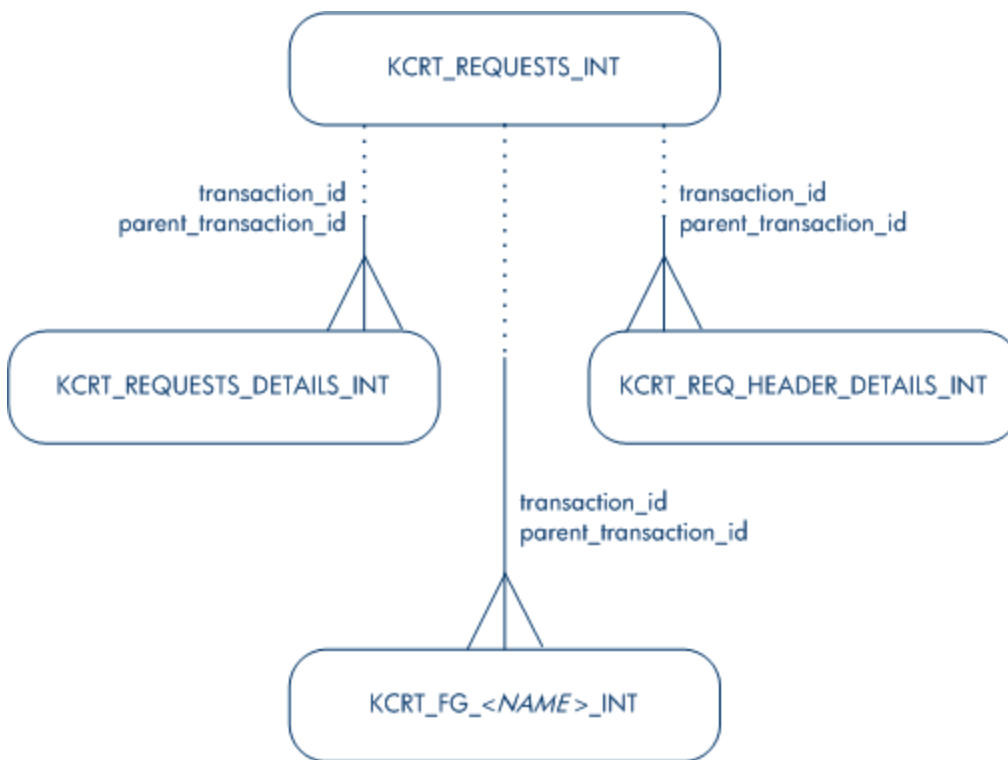 KCRT_REQUESTS_INT
transaction_id
parent_transaction_id
transaction_id
parent_transaction_id
KCRT_REQUESTS_DETAILS_INT
KCRT_REQ_HEADER_DETAILS_INT
transaction_id
parent_transaction_id
KCRT_FG_<NAME>_INT